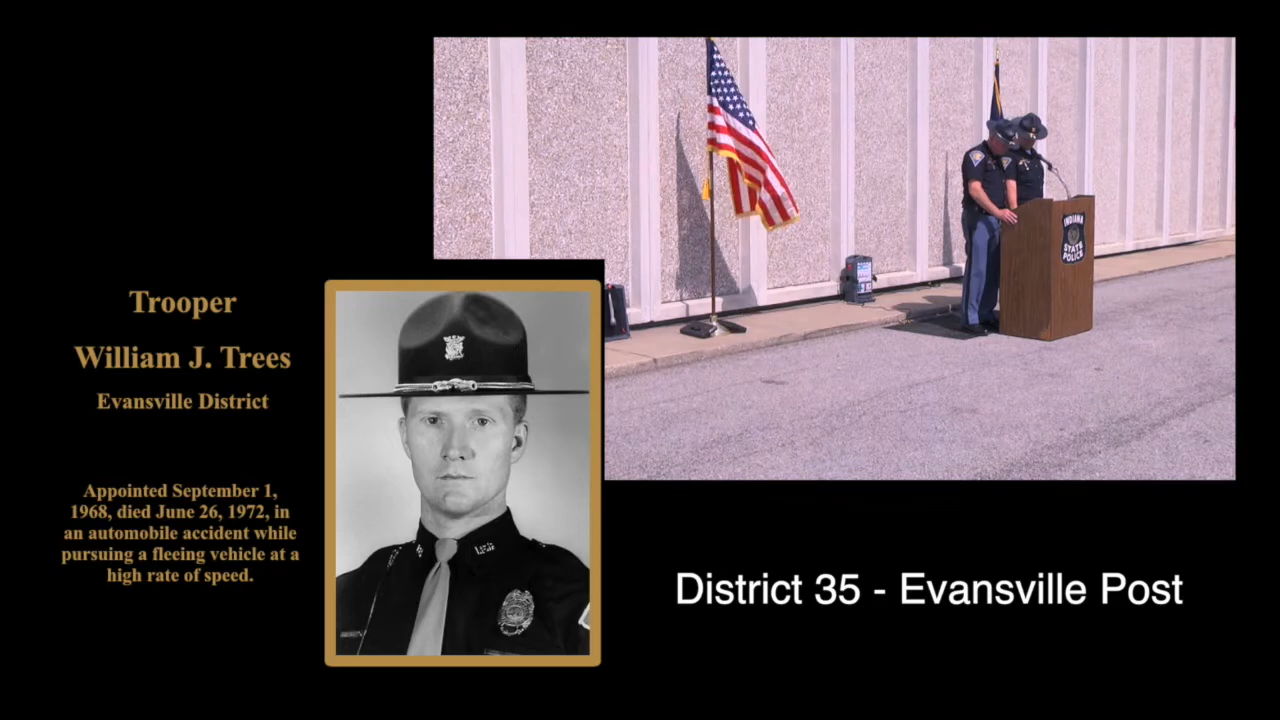 Trooper
William J. Trees
Evansville District
Appointed September 1,
1968, died June 26, 1972, in
an automobile accident while
pursuing a fleeing vehicle at a
high rate of speed.
INDIANA
STATE
POLICE
District 35 - Evansville Post